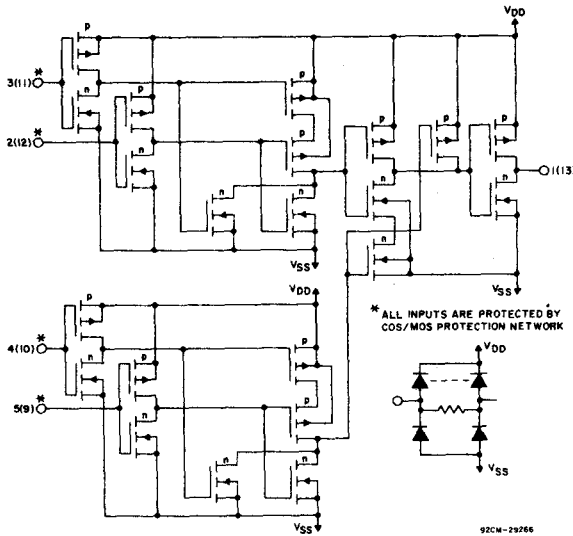 p
VDD
*
3(11)
n
p
p
2(12)
*
n
p
p
p
p
n
n
n
n
n
1(13)
n
VSS
VDD
VSS
* ALL INPUTS ARE PROTECTED BY
COS/MOS PROTECTION NETWORK
p
*
4(10)
n
p
p
5(9)
*
n
p
n
n
VSS
VDD
VSS
92CM-29266